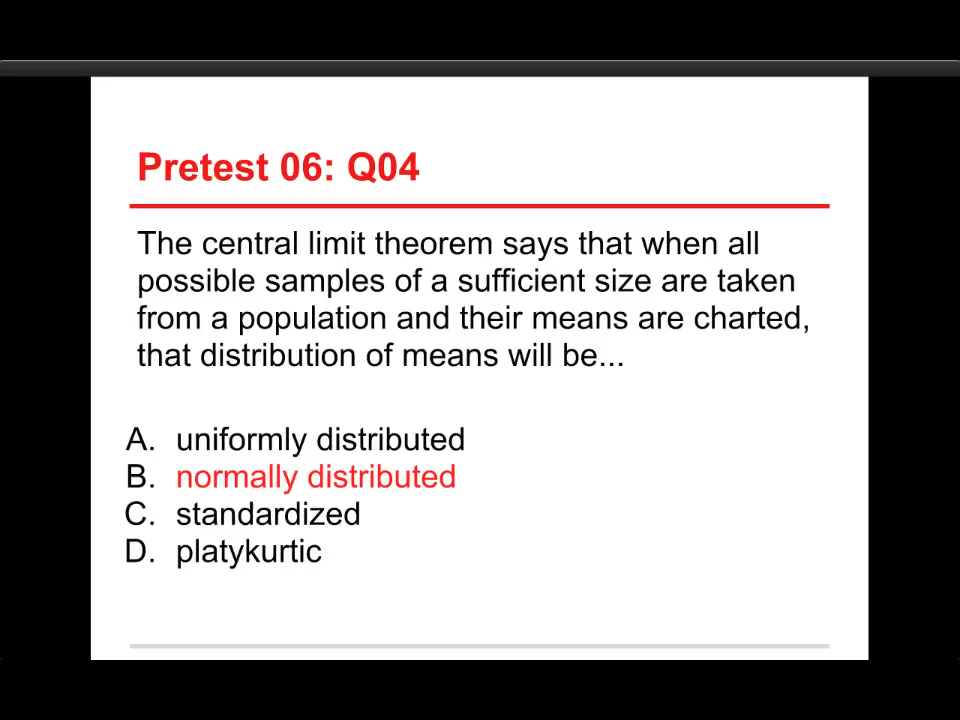 Pretest 06: Q04
The central limit theorem says that when all
possible samples of a sufficient size are taken
from a population and their means are charted,
that distribution of means will be...
A. uniformly distributed
B. normally distributed
C. standardized
D. platykurtic